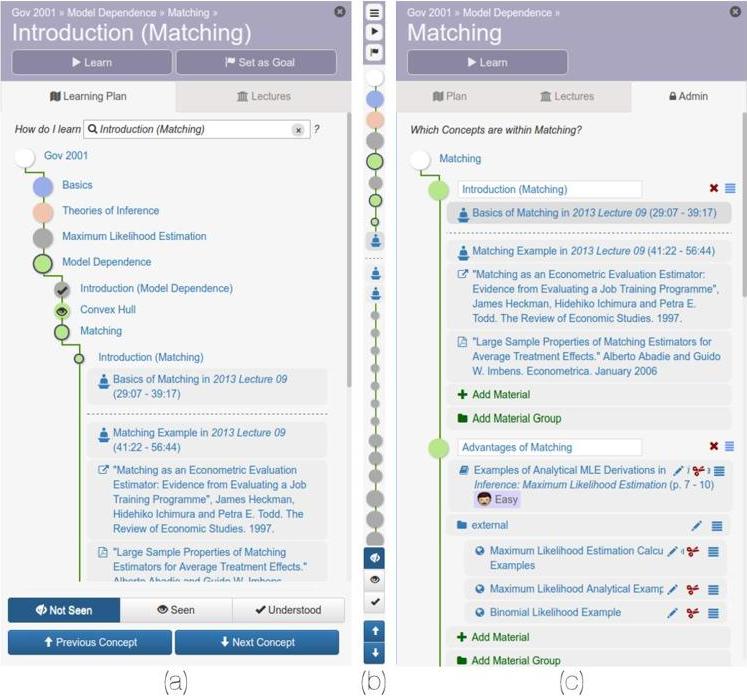 Gov 2001 » Model Dependence » Matching »
Introduction (Matching)
Learn
Set as Goal
Learning Plan
Lectures
How do I learn Introduction (Matching) × ?
Gov 2001
Basics
Theories of Inference
Maximum Likelihood Estimation
Model Dependence
Introduction (Model Dependence)
Convex Hull
Matching
Introduction (Matching)
Basics of Matching in 2013 Lecture 09
(29:07 - 39:17)
Matching Example in 2013 Lecture 09
(41:22 - 56:44)
"Matching as an Econometric Evaluation
Estimator: Evidence from Evaluating a Job
Training Programme", James Heckman,
Hidehiko Ichimura and Petra E. Todd. The
Review of Economic Studies. 1997.
"Large Sample Properties of Matching
Estimators for Average Treatment Effects."
Alberto Abadie and Guido W. Imbens.
Not Seen
Seen
Understood
Previous Concept
Next Concept
(a)
(b)
Gov 2001 » Model Dependence »
Matching
Learn
Plan
Lectures
Admin
Which Concepts are within Matching?
Matching
Introduction (Matching)
Basics of Matching in 2013 Lecture 09 (29:07 - 39:17)
Matching Example in 2013 Lecture 09 (41:22 - 56:44)
"Matching as an Econometric Evaluation Estimator:
Evidence from Evaluating a Job Training Programme",
James Heckman, Hidehiko Ichimura and Petra E.
Todd. The Review of Economic Studies. 1997.
"Large Sample Properties of Matching Estimators for
Average Treatment Effects." Alberto Abadie and Guido
W. Imbens. Econometrica. January 2006
Add Material
Add Material Group
Advantages of Matching
Examples of Analytical MLE Derivations in
Inference: Maximum Likelihood Estimation (p. 7 - 10)
Easy
external
Maximum Likelihood Estimation Calcu
Examples
Maximum Likelihood Analytical Examp
Binomial Likelihood Example
Add Material
Add Material Group
(c)